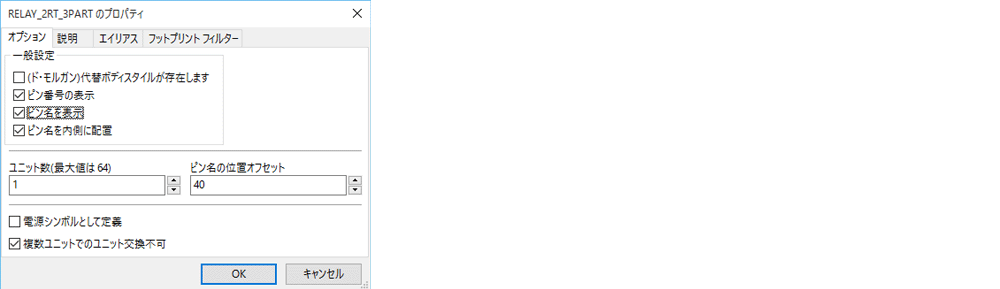 RELAY_2RT_3PART のプロパティ
オプション 説明 エイリアス フットプリント フィルター
一般設定
(ド・モルガン)代替ボディスタイルが存在します
ピン番号の表示
ピン名を表示
ピン名を内側に配置
ユニット数(最大値は 64) ピン名の位置オフセット
1 40
電源シンボルとして定義
複数ユニットでのユニット交換不可
OK キャンセル